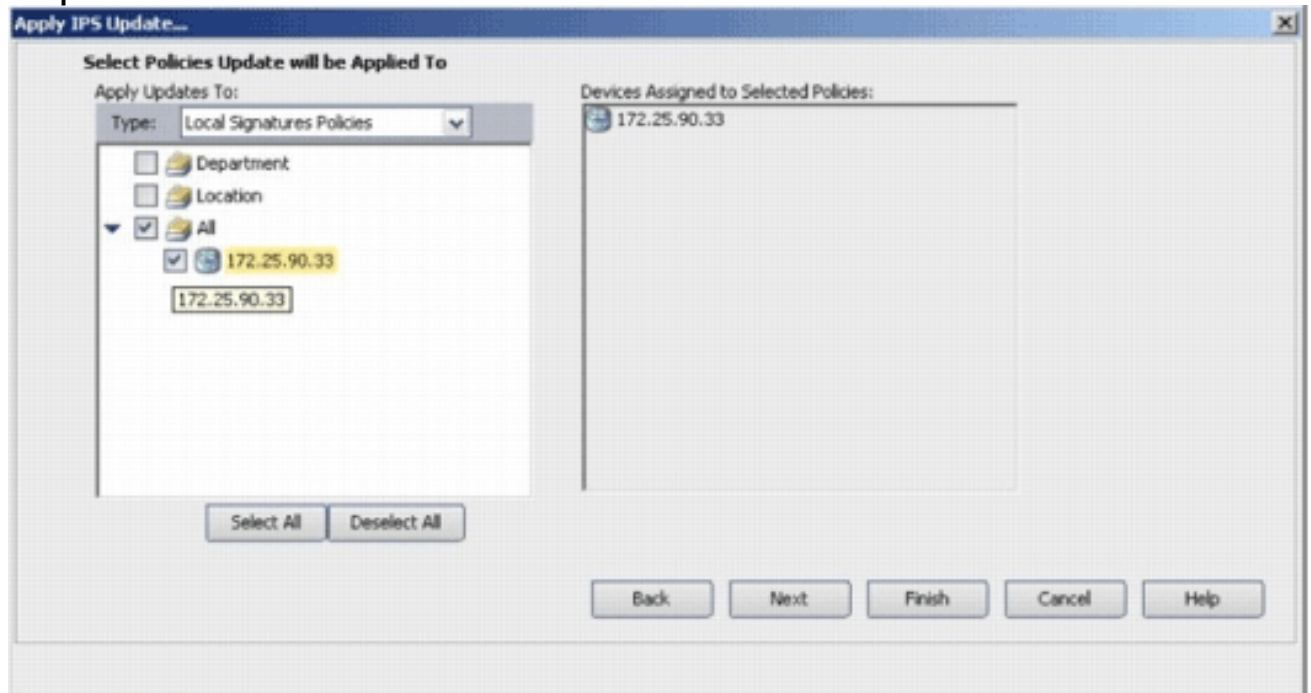 Apply IPS Update...
Select Policies Update will be Applied To
Apply Updates To:
Devices Assigned to Selected Policies:
Type: Local Signatures Policies
172.25.90.33
Department
Location
All
172.25.90.33
172.25.90.33
Select All Deselect All
Back Next Finish Cancel Help